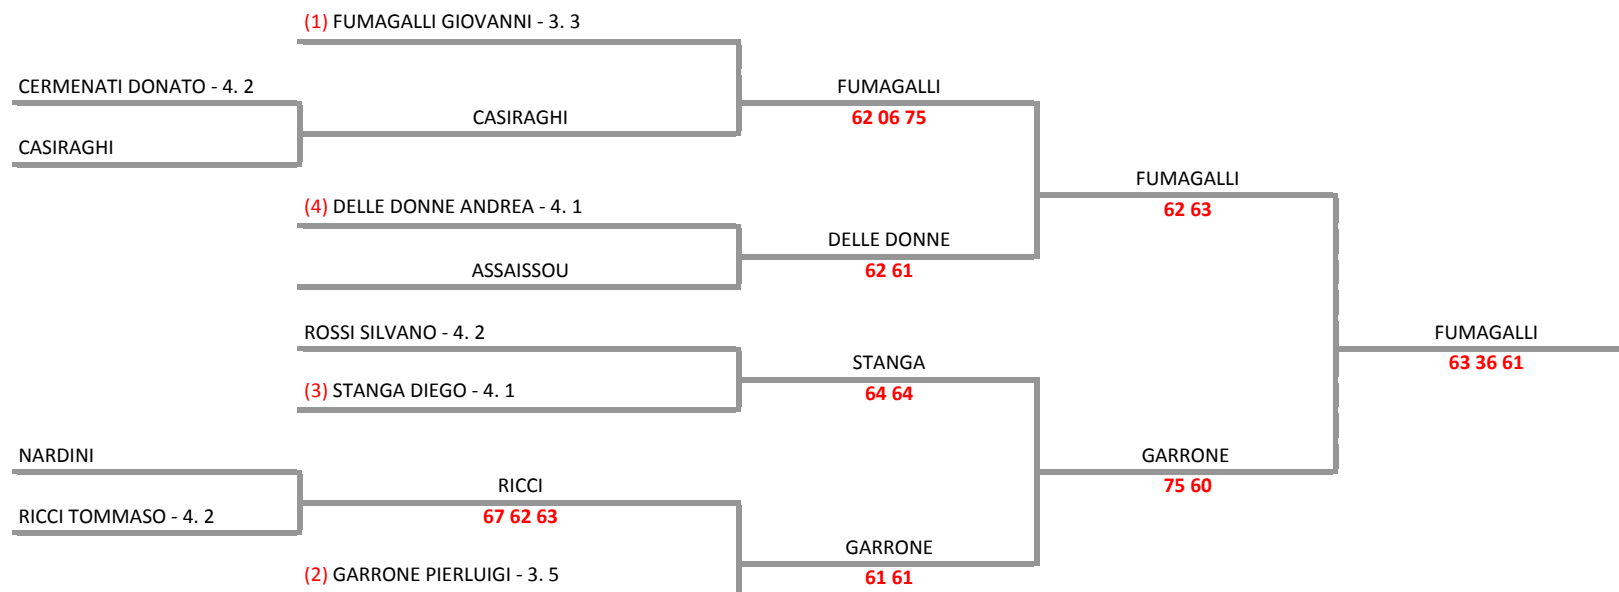 (1) FUMAGALLI GIOVANNI - 3. 3
CERMENATI DONATO - 4. 2
FUMAGALLI
CASIRAGHI
62 06 75
CASIRAGHI
FUMAGALLI
(4) DELLE DONNE ANDREA - 4. 1
62 63
DELLE DONNE
ASSAISSOU
62 61
ROSSI SILVANO - 4. 2
FUMAGALLI
STANGA
63 36 61
(3) STANGA DIEGO - 4. 1
64 64
NARDINI
GARRONE
RICCI
75 60
RICCI TOMMASO - 4. 2
67 62 63
GARRONE
(2) GARRONE PIERLUIGI - 3. 5
61 61